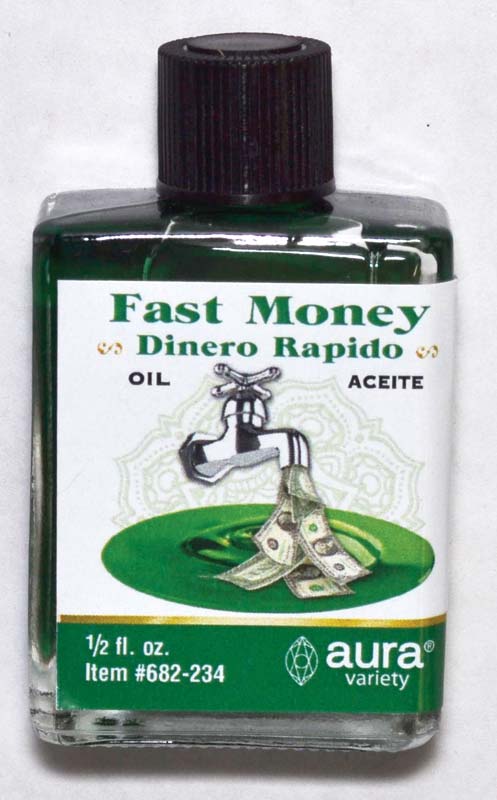 Fast Money
Dinero Rapido
OIL ACEITE
1/2 fl. oz.
Item #682-234
aura®
variety